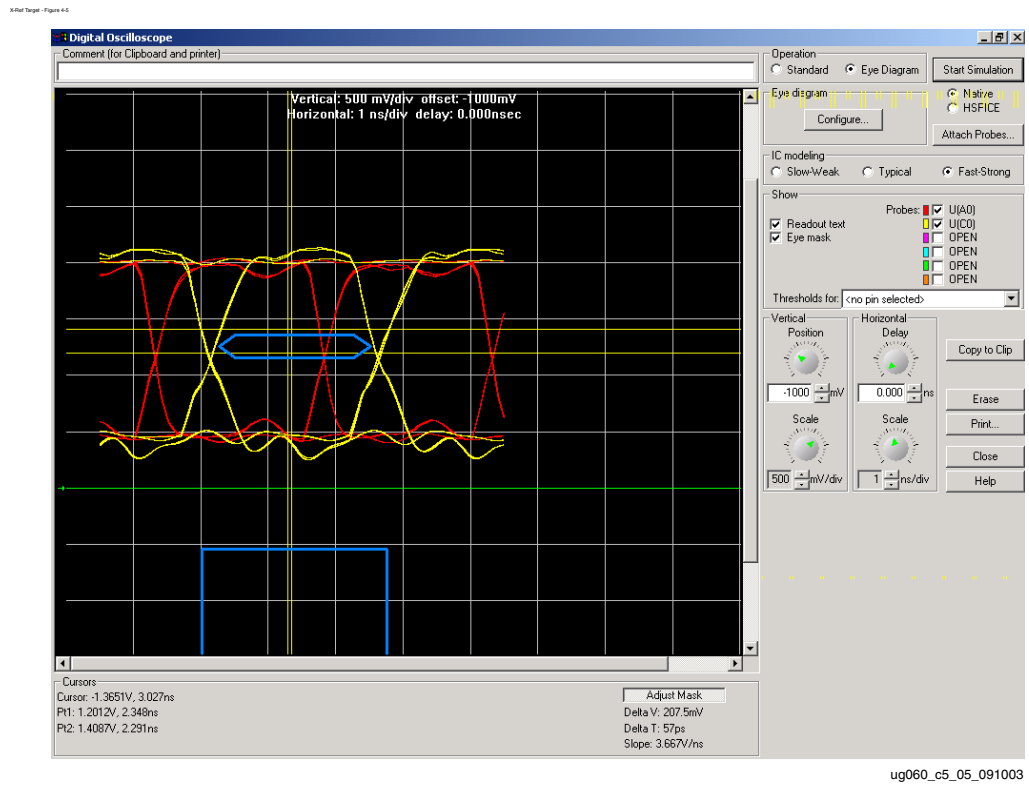 X-Ref Target - Figure 4-5
Digital Oscilloscope
Comment (for Clipboard and printer)
Vertical: 500 mV/div offset: -1000mV
Horizontal: 1 ns/div delay: 0.000nsec
Operation
Standard Eye Diagram
Start Simulation
Eye diagram
Configure...
Native
HSPICE
Attach Probes...
IC modeling
Slow-Weak Typical Fast-Strong
Show
Probes: U(A0)
Readout text U(C0)
Eye mask OPEN
OPEN
OPEN
OPEN
Thresholds for: <no pin selected>
Vertical Horizontal
Position Delay
Copy to Clip
-1000 mV 0.000 ns
Erase
Scale Scale
Print...
Close
500 mV/div 1 ns/div
Help
Cursors
Cursor: -1.3651V, 3.027ns
Pt1: 1.2012V, 2.348ns
Pt2: 1.4087V, 2.291ns
Adjust Mask
Delta V: 207.5mV
Delta T: 57ps
Slope: 3.667V/ns
ug060_c5_05_091003